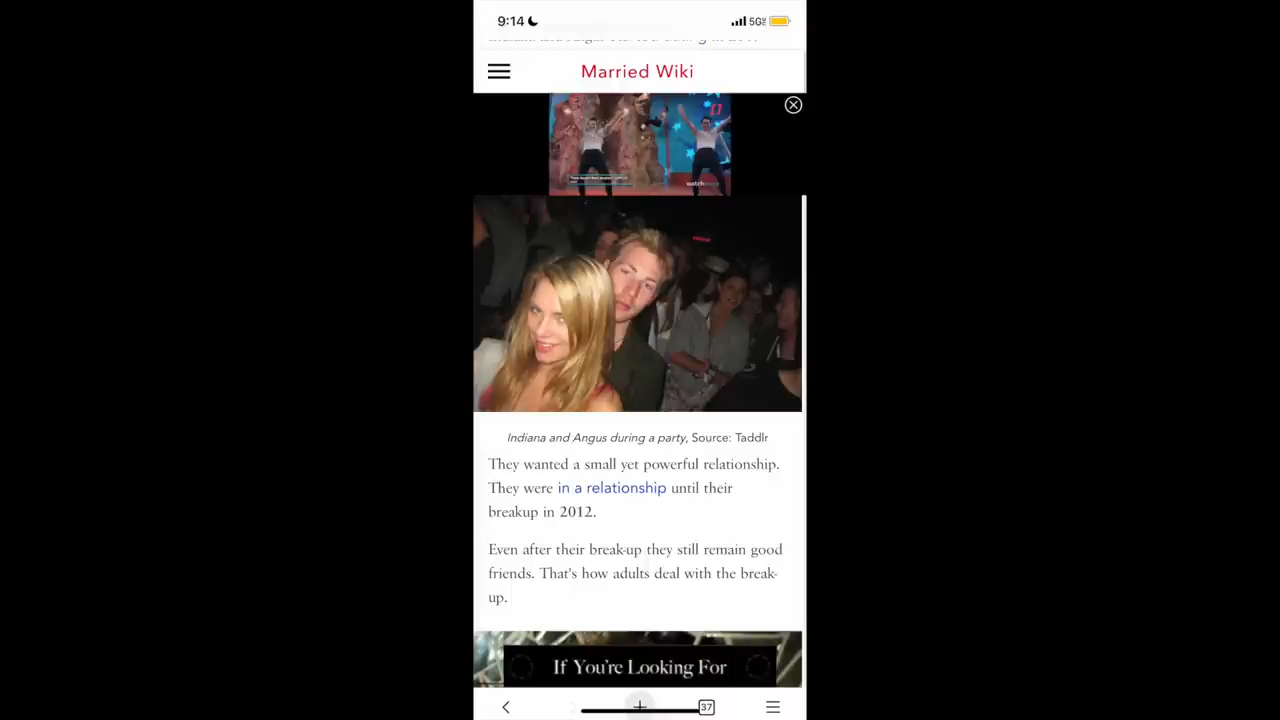 9:14
5G
Married Wiki
watch
Indiana and Angus during a party, Source: Taddlr
They wanted a small yet powerful relationship.
They were in a relationship until their
breakup in 2012.
Even after their break-up they still remain good
friends. That's how adults deal with the break-
up.
If You're Looking For
37